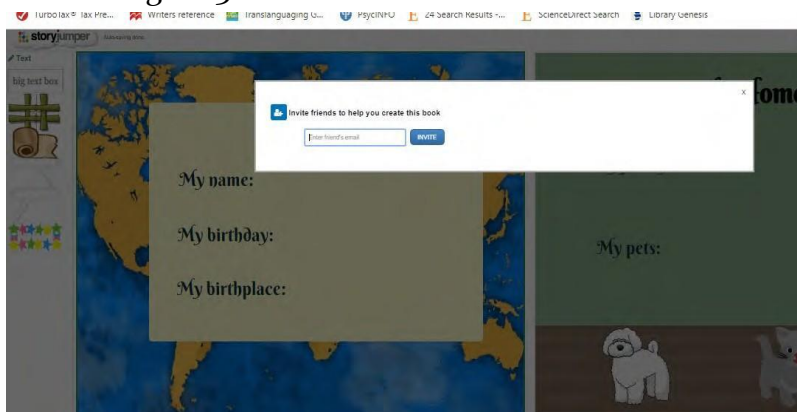 TurboTax® Tax Pre... Writers reference Translanguaging G... PsycINFO 24 Search Results -... ScienceDirect Search Library Genesis
storyjumper
Text
big text box
x
Invite friends to help you create this book
Enter friend's email INVITE
My name:
My birthday:
My birthplace:
My pets: